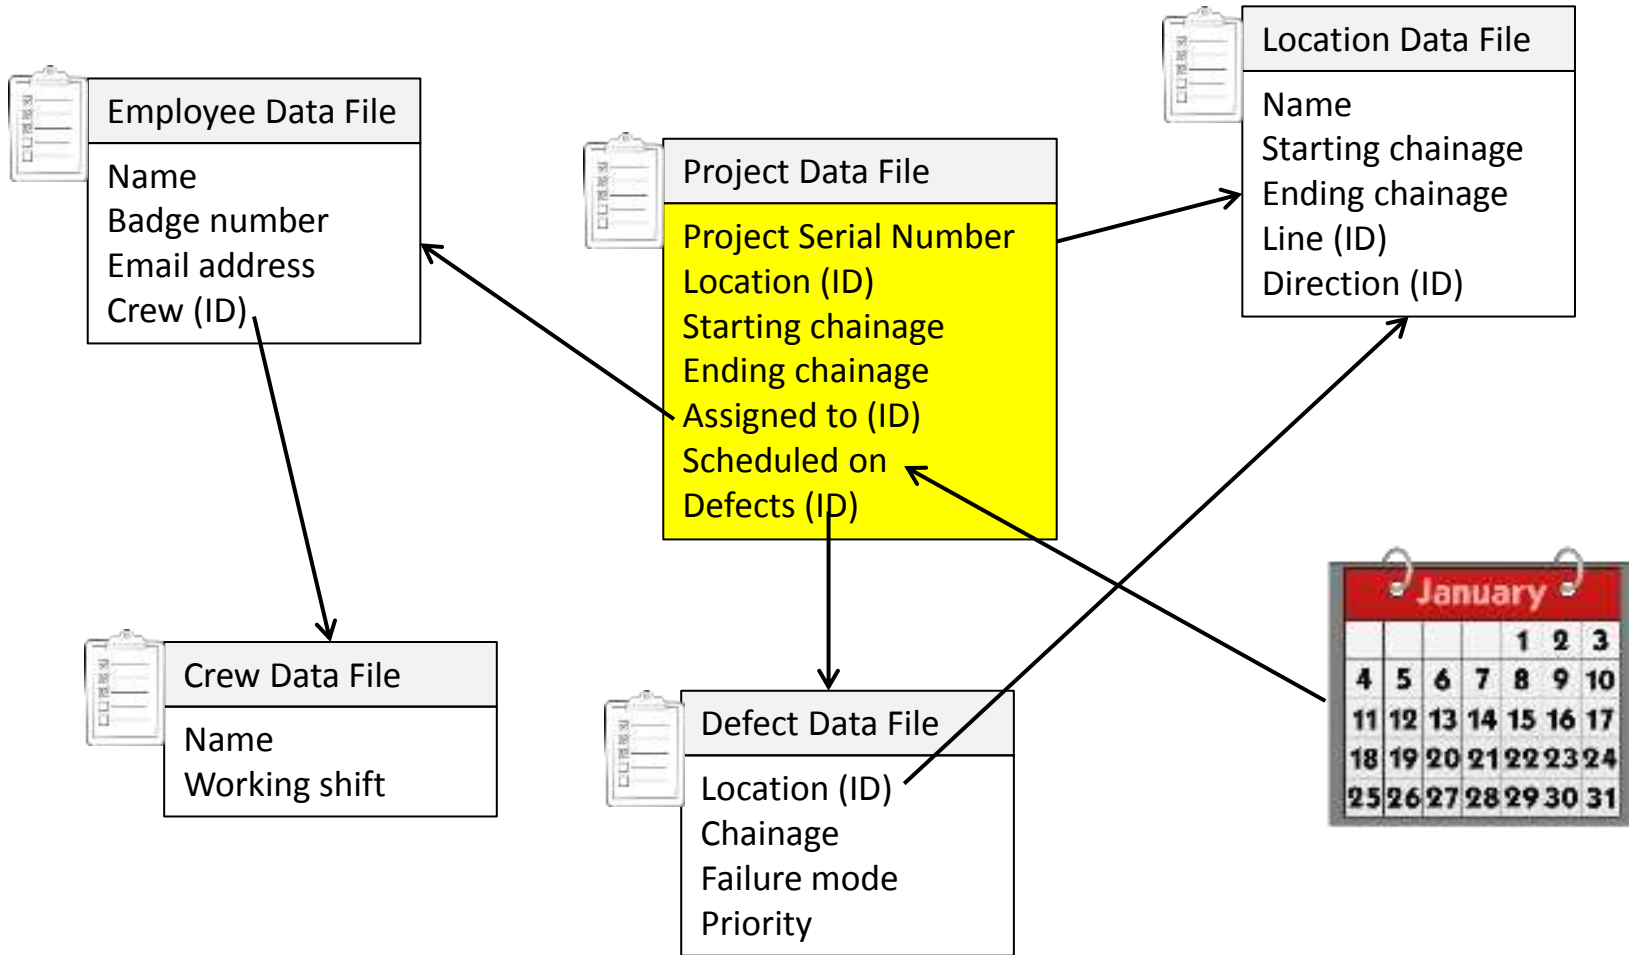 Employee Data File
Name
Badge number
Email address
Crew (ID)
Project Data File
Project Serial Number
Location (ID)
Starting chainage
Ending chainage
Assigned to (ID)
Scheduled on
Defects (ID)
Location Data File
Name
Starting chainage
Ending chainage
Line (ID)
Direction (ID)
Crew Data File
Name
Working shift
Defect Data File
Location (ID)
Chainage
Failure mode
Priority
January
1 2 3
4 5 6 7 8 9 10
11 12 13 14 15 16 17
18 19 20 21 22 23 24
25 26 27 28 29 30 31